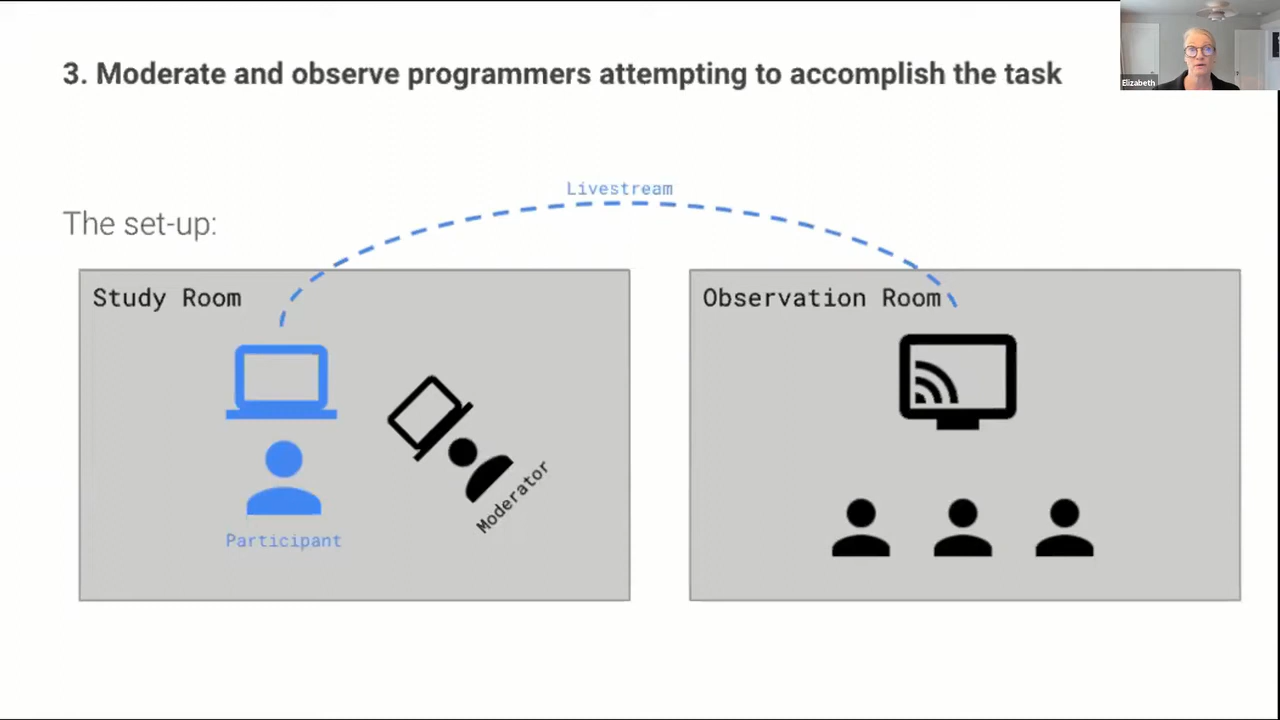 3. Moderate and observe programmers attempting to accomplish the task
Elizabeth
Livestream
The set-up:
Study Room
Observation Room
Moderator
Participant